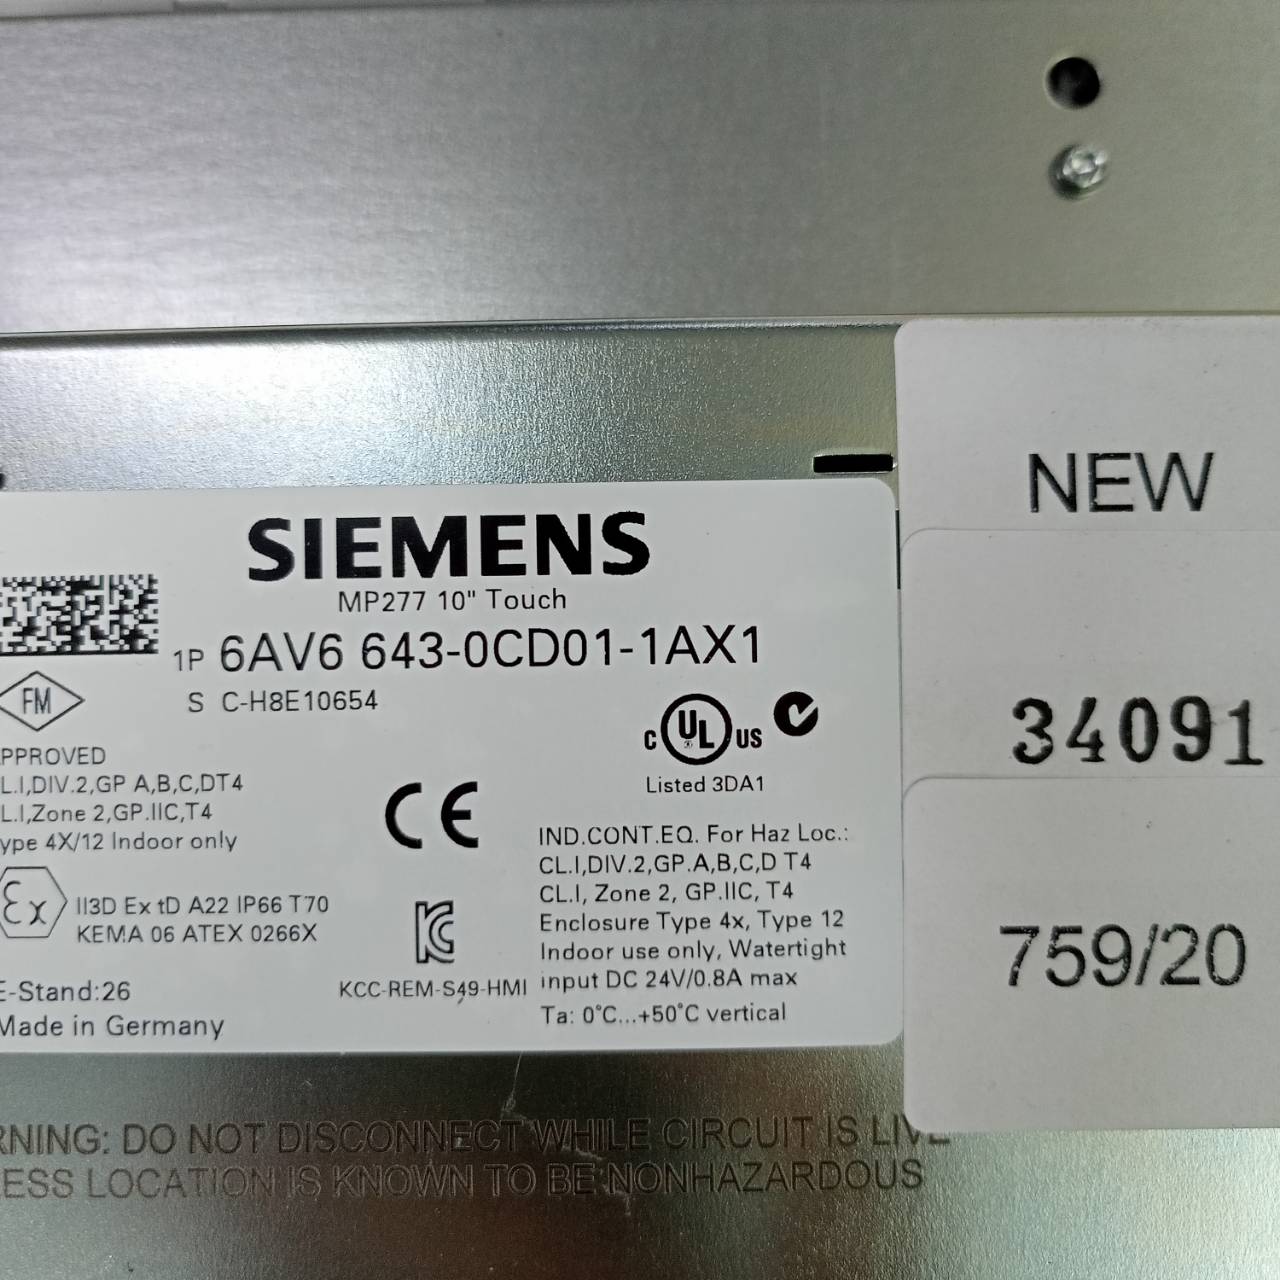 SIEMENS
MP277 10" Touch
1P 6AV6 643-0CD01-1AX1
S C-H8E10654
FM
PPROVED
L.I,DIV.2,GP A,B,C,DT4
L.I,Zone 2,GP.IIC,T4
ype 4X/12 Indoor only
Ex II3D Ex tD A22 IP66 T70
KEMA 06 ATEX 0266X
E-Stand:26
Made in Germany
CE
KCC-REM-S49-HMI
c UL US
Listed 3DA1
IND.CONT.EQ. For Haz Loc.:
CL.I,DIV.2,GP.A,B,C,D T4
CL.I, Zone 2, GP.IIC, T4
Enclosure Type 4x, Type 12
Indoor use only, Watertight
input DC 24V/0.8A max
Ta: 0°C...+50°C vertical
NEW
34091
759/20
RNING: DO NOT DISCONNECT WHILE CIRCUIT IS LIVE
ESS LOCATION IS KNOWN TO BE NONHAZARDOUS